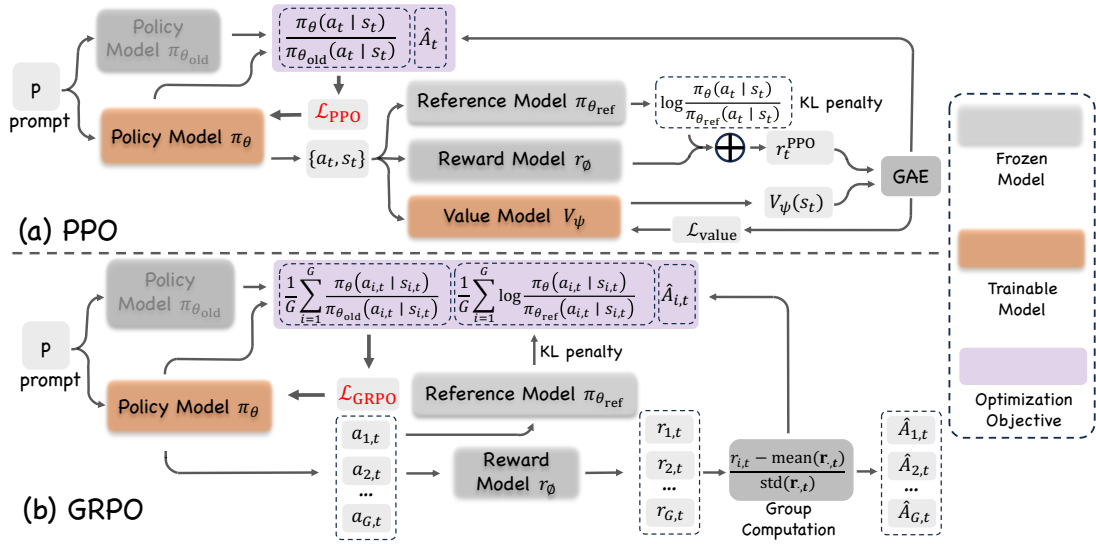 Policy
Model π_θold
p
prompt
Policy Model π_θ
π_θ(a_t | s_t)
π_θold(a_t | s_t)
Â_t
ℒ_PPO
{a_t, s_t}
Reference Model π_θref
Reward Model r_ø
Value Model V_ψ
log π_θ(a_t | s_t) / π_θref(a_t | s_t)
KL penalty
r_t^PPO
V_ψ(s_t)
ℒ_value
GAE
(a) PPO
Policy
Model π_θold
p
prompt
Policy Model π_θ
1/G ∑_{i=1}^{G} π_θ(a_{i,t} | s_{i,t}) / π_θold(a_{i,t} | s_{i,t})
1/G ∑_{i=1}^{G} log π_θ(a_{i,t} | s_{i,t}) / π_θref(a_{i,t} | s_{i,t})
Â_{i,t}
KL penalty
ℒ_GRPO
Reference Model π_θref
a_{1,t}
a_{2,t}
...
a_{G,t}
Reward
Model r_ø
r_{1,t}
r_{2,t}
...
r_{G,t}
r_{i,t} − mean(r_{·,t})
std(r_{·,t})
Group
Computation
Â_{1,t}
Â_{2,t}
...
Â_{G,t}
(b) GRPO
Frozen
Model
Trainable
Model
Optimization
Objective